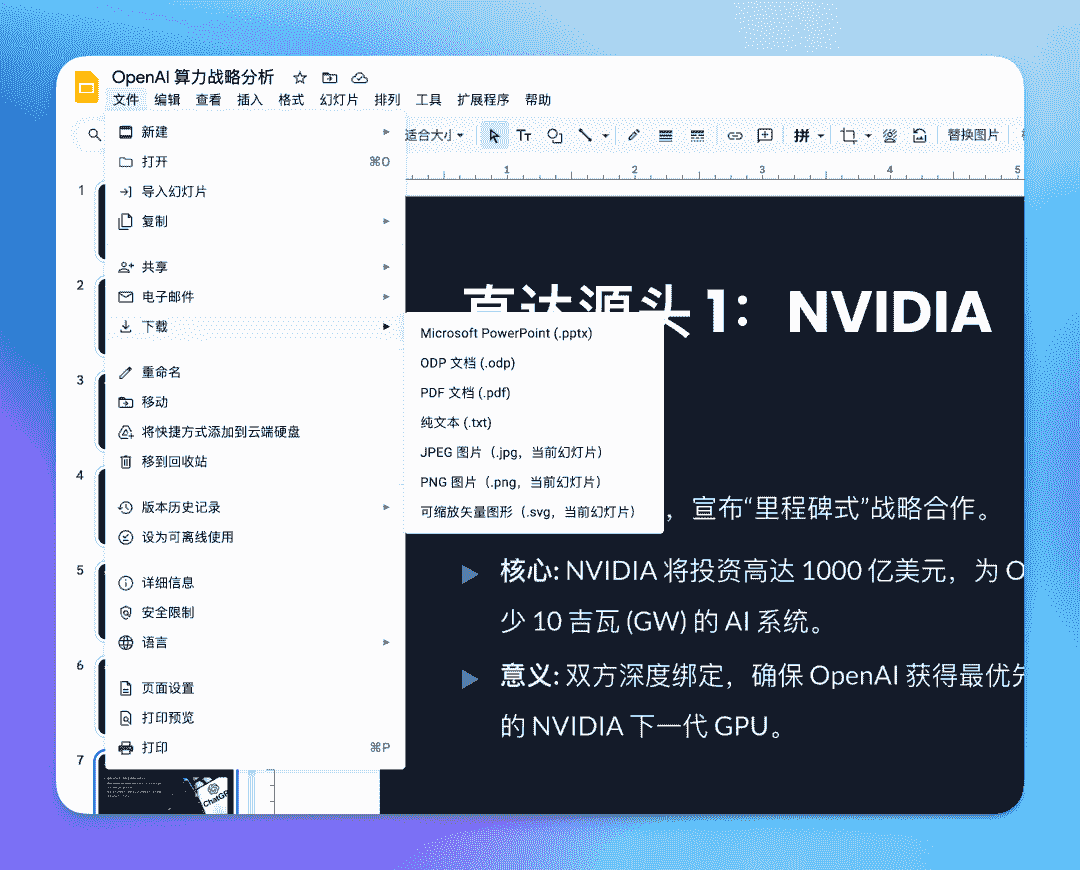 OpenAI 算力战略分析
文件 编辑 查看 插入 格式 幻灯片 排列 工具 扩展程序 帮助
适合大小 Tт 拼 替换图片
1 2 3 4 5
新建
打开 ⌘O
导入幻灯片
复制
共享
电子邮件
下载
重命名
移动
将快捷方式添加到云端硬盘
移到回收站
版本历史记录
设为可离线使用
详细信息
安全限制
语言
页面设置
打印预览
打印 ⌘P
Microsoft PowerPoint (.pptx)
ODP 文档 (.odp)
PDF 文档 (.pdf)
纯文本 (.txt)
JPEG 图片（.jpg，当前幻灯片）
PNG 图片（.png，当前幻灯片）
可缩放矢量图形（.svg，当前幻灯片）
1
2
3
4
5
6
7
直达源头 1：NVIDIA
，宣布“里程碑式”战略合作。
核心: NVIDIA 将投资高达 1000 亿美元，为 O
少 10 吉瓦 (GW) 的 AI 系统。
意义: 双方深度绑定，确保 OpenAI 获得最优先
的 NVIDIA 下一代 GPU。